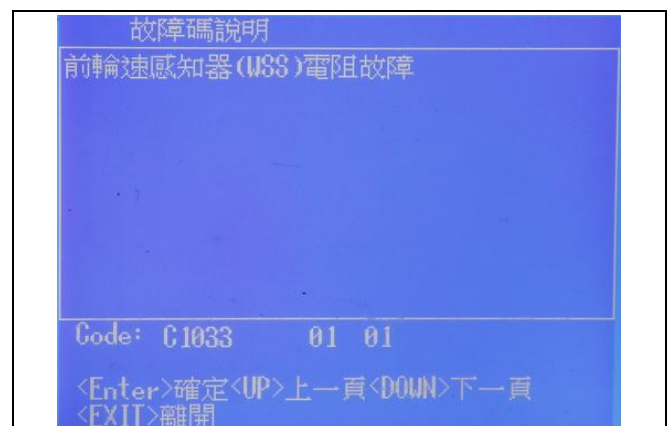 故障碼說明
前輪速感知器(WSS)電阻故障
Code: C1033 01 01
<Enter>確定<UP>上一頁<DOWN>下一頁
<EXIT>離開